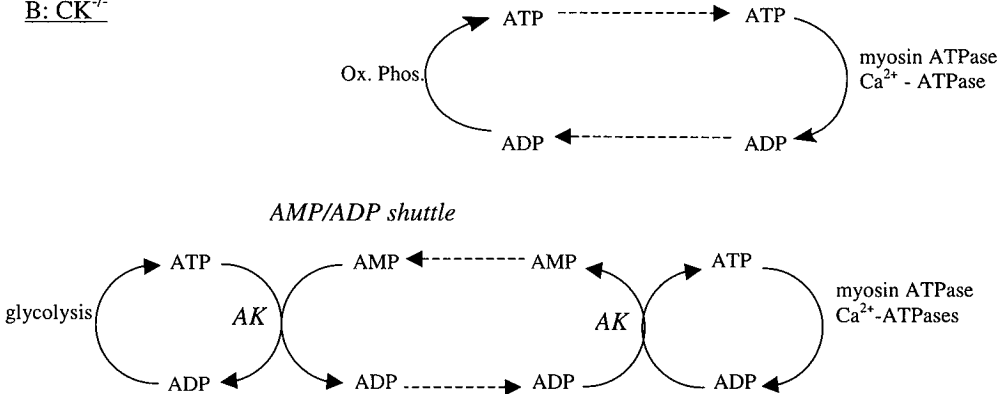 B: CK-/-
ATP ATP
Ox. Phos. myosin ATPase
Ca2+ - ATPase
ADP ADP
AMP/ADP shuttle
ATP AMP AMP ATP
glycolysis AK AK myosin ATPase
Ca2+-ATPases
ADP ADP ADP ADP